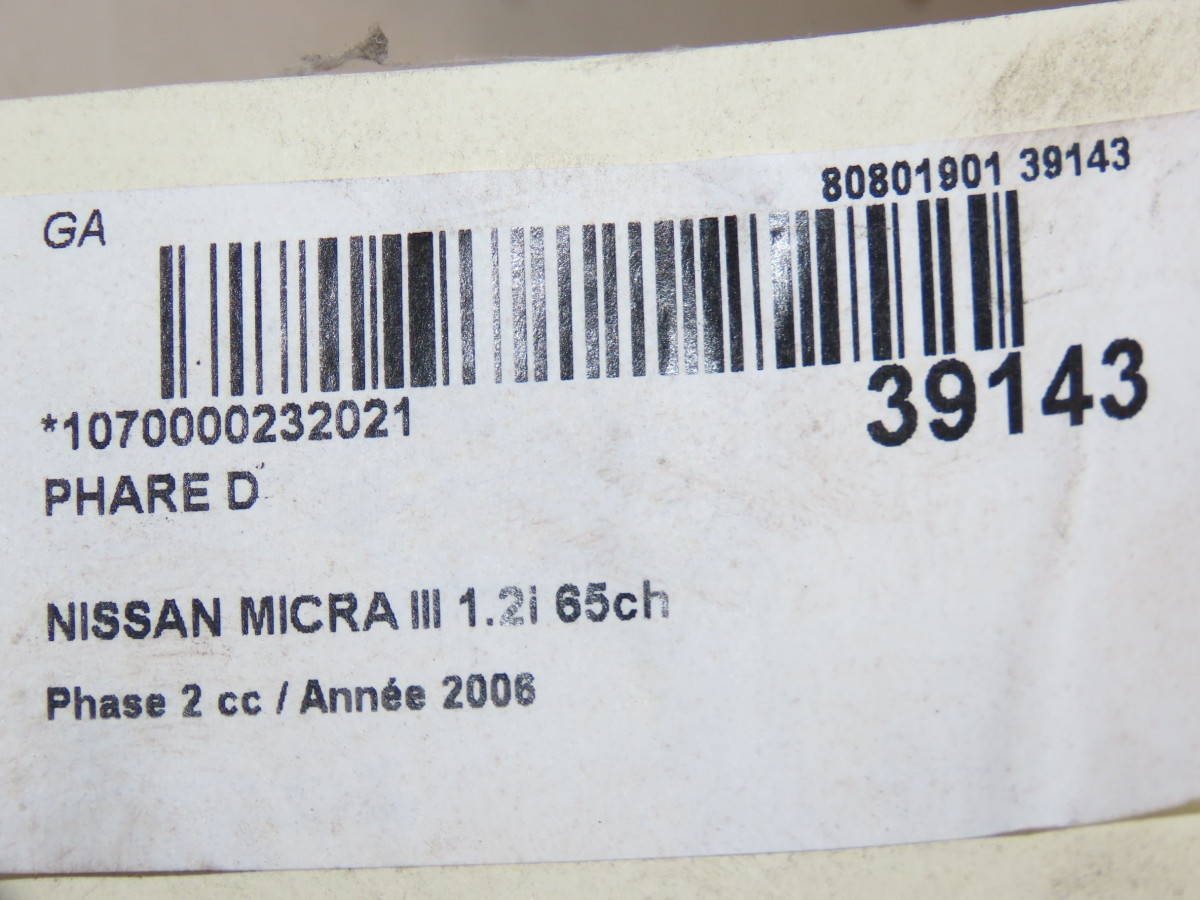 80801901 39143
GA
39143
*1070000232021
PHARE D
NISSAN MICRA III 1.2i 65ch
Phase 2 cc / Année 2006